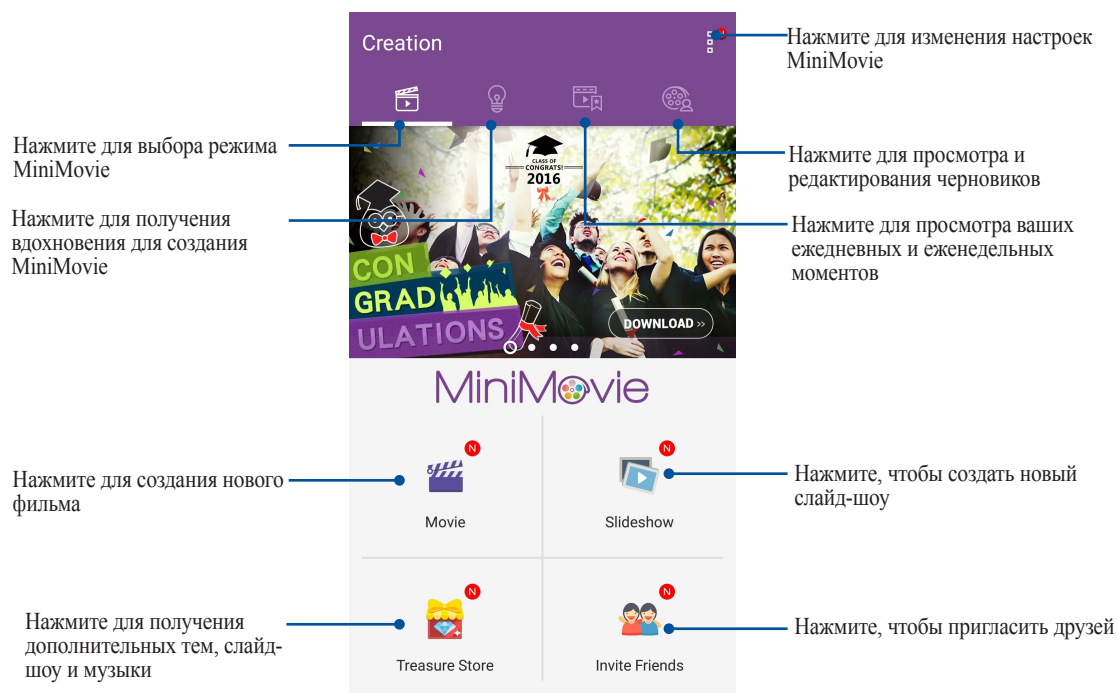 Creation
Нажмите для изменения настроек
MiniMovie
Нажмите для выбора режима
MiniMovie
Нажмите для получения
вдохновения для создания
MiniMovie
CLASS OF
CONGRATS!
2016
CON
GRAD
ULATIONS
DOWNLOAD >>
Нажмите для просмотра и
редактирования черновиков
Нажмите для просмотра ваших
ежедневных и еженедельных
моментов
MiniMovie
Нажмите для создания нового
фильма
N
Movie
N
Slideshow
Нажмите, чтобы создать новый
слайд-шоу
Нажмите для получения
дополнительных тем, слайд-
шоу и музыки
N
Treasure Store
N
Invite Friends
Нажмите, чтобы пригласить друзей